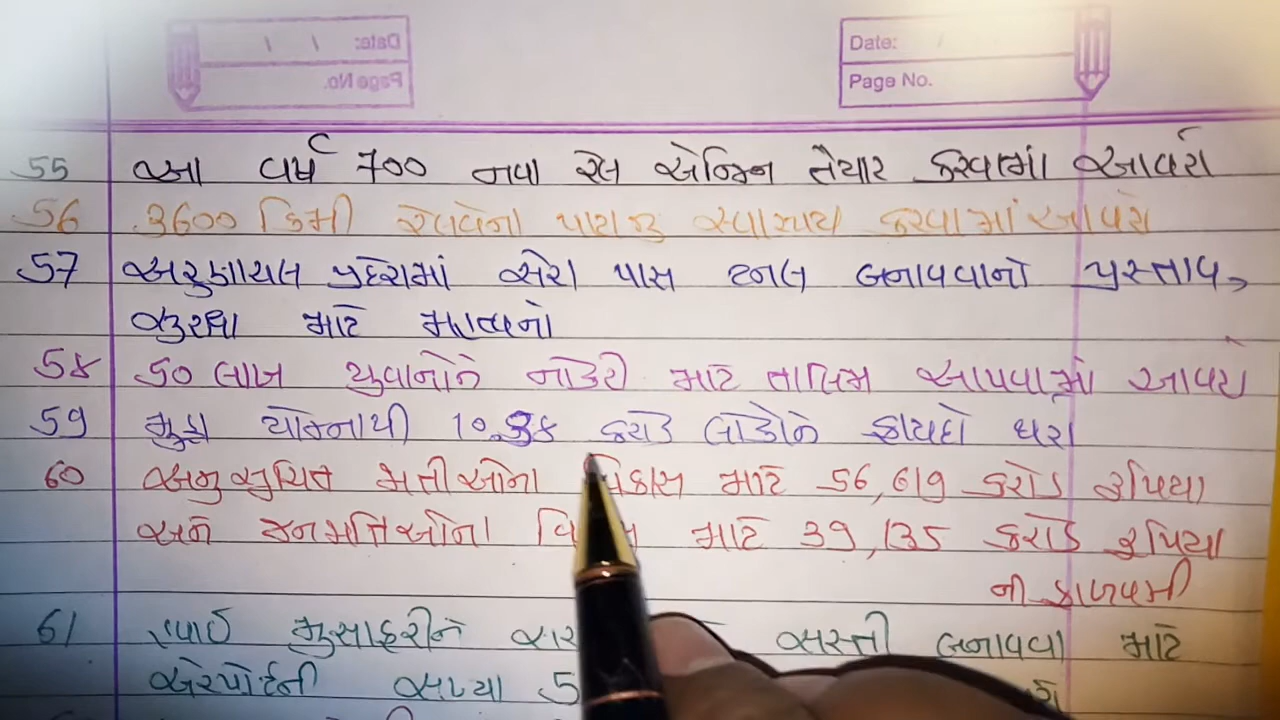 Date:
Page No.
Date:
Page No.
55 આ વર્ષ 700 નવા રેલ એન્જિન તૈયાર કરવામાં આવશે
56 3600 કિમી રેલવેના પાટાનુ કરવામાં આવશે
57 અરુણાચલ પ્રદેશમાં સેરા પાસ ટનલ બનાવવાનો પ્રસ્તાવ,
સુરક્ષા માટે મહત્વનો
58 50 લાખ યુવાનોને નોકરી માટે તાલિમ આપવામાં આવશે
59 મુદ્રા યોજનાથી 10.38 કરોડ લોકોને ફાયદો થશે
60 અનુસુચિત જાતીઓના વિકાસ માટે 56,619 કરોડ રૂપિયા
અને જનજાતિઓના માટે 39,135 કરોડ રૂપિયા
ની ફાળવણી
61 હવાઈ મુસાફરીને સસ્તી બનાવવા માટે
એરપોર્ટની સંખ્યા 5